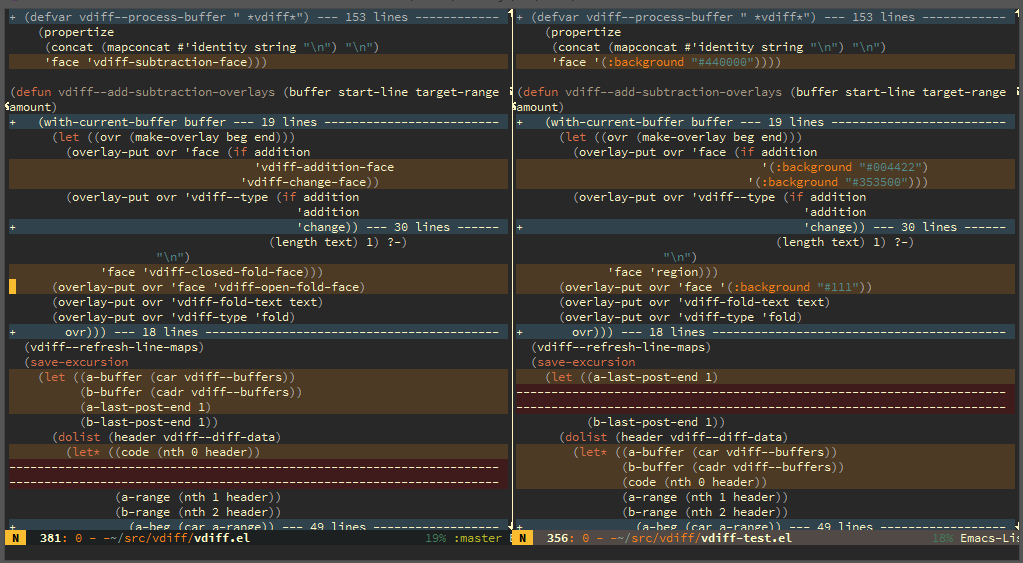 + (defvar vdiff--process-buffer " *vdiff*") --- 153 lines ------------
    (propertize
     (concat (mapconcat #'identity string "\n") "\n")
     'face 'vdiff-subtraction-face)))

(defun vdiff--add-subtraction-overlays (buffer start-line target-range
amount)
+   (with-current-buffer buffer --- 19 lines -------------------------
      (let ((ovr (make-overlay beg end)))
        (overlay-put ovr 'face (if addition
                                   'vdiff-addition-face
                                 'vdiff-change-face))
        (overlay-put ovr 'vdiff--type (if addition
                                         'addition
+                                        'change)) --- 30 lines ------
                                     (length text) 1) ?-)
                     "\n")
             'face 'vdiff-closed-fold-face)))
      (overlay-put ovr 'face 'vdiff-open-fold-face)
      (overlay-put ovr 'vdiff-fold-text text)
      (overlay-put ovr 'vdiff-type 'fold)
+       ovr))) --- 18 lines ------------------------------------------
  (vdiff--refresh-line-maps)
  (save-excursion
    (let ((a-buffer (car vdiff--buffers))
          (b-buffer (cadr vdiff--buffers))
          (a-last-post-end 1)
          (b-last-post-end 1))
      (dolist (header vdiff--diff-data)
        (let* ((code (nth 0 header))
----------------------------------------------------------------------
----------------------------------------------------------------------
               (a-range (nth 1 header))
               (b-range (nth 2 header))
+                (a-beg (car a-range)) --- 49 lines -------------------
N 381: 0 - -~/src/vdiff/vdiff.el 19% :master
+ (defvar vdiff--process-buffer " *vdiff*") --- 153 lines ------------
    (propertize
     (concat (mapconcat #'identity string "\n") "\n")
     'face '(:background "#440000"))))

(defun vdiff--add-subtraction-overlays (buffer start-line target-range
amount)
+   (with-current-buffer buffer --- 19 lines -------------------------
      (let ((ovr (make-overlay beg end)))
        (overlay-put ovr 'face (if addition
                                   '(:background "#004422")
                                 '(:background "#353500")))
        (overlay-put ovr 'vdiff--type (if addition
                                         'addition
+                                        'change)) --- 30 lines ------
                                     (length text) 1) ?-)
                     "\n")
             'face 'region)))
      (overlay-put ovr 'face '(:background "#111"))
      (overlay-put ovr 'vdiff-fold-text text)
      (overlay-put ovr 'vdiff-type 'fold)
+       ovr))) --- 18 lines ------------------------------------------
  (vdiff--refresh-line-maps)
  (save-excursion
    (let ((a-last-post-end 1)
----------------------------------------------------------------------
----------------------------------------------------------------------
          (b-last-post-end 1))
      (dolist (header vdiff--diff-data)
        (let* ((a-buffer (car vdiff--buffers))
               (b-buffer (cadr vdiff--buffers))
               (code (nth 0 header))
               (a-range (nth 1 header))
               (b-range (nth 2 header))
+                (a-beg (car a-range)) --- 49 lines -------------------
N 356: 0 - -~/src/vdiff/vdiff-test.el 18% Emacs-Lis